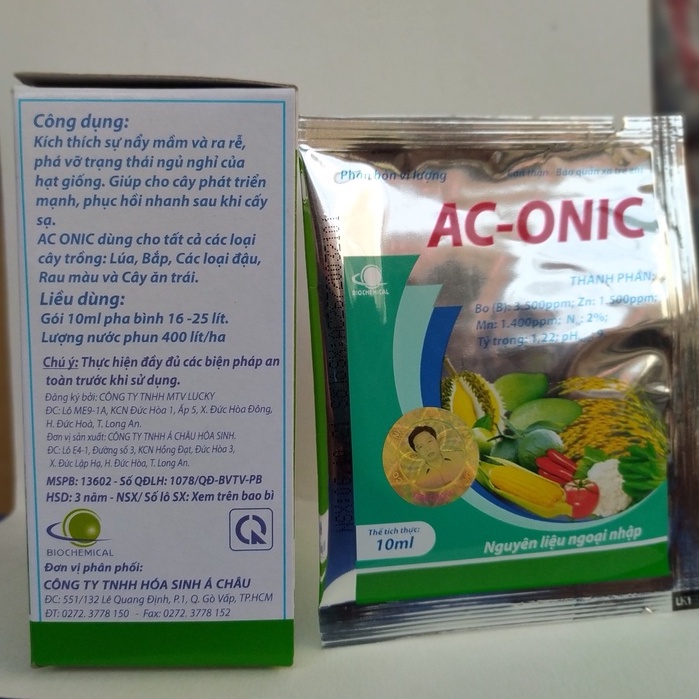 Công dụng:
Kích thích sự nẩy mầm và ra rễ,
phá vỡ trạng thái ngủ nghỉ của
hạt giống. Giúp cho cây phát triển
mạnh, phục hồi nhanh sau khi cấy
sạ.
AC ONIC dùng cho tất cả các loại
cây trồng: Lúa, Bắp, Các loại đậu,
Rau màu và Cây ăn trái.
Liều dùng:
Gói 10ml pha bình 16 -25 lít.
Lượng nước phun 400 lít/ha
Chú ý: Thực hiện đầy đủ các biện pháp an
toàn trước khi sử dụng.
Đăng ký bởi: CÔNG TY TNHH MTV LUCKY
ĐC: Lô ME9-1A, KCN Đức Hòa 1, Ấp 5, X. Đức Hòa Đông,
H. Đức Hoà, T. Long An.
Đơn vị sản xuất: CÔNG TY TNHH Á CHÂU HÓA SINH.
ĐC: Lô E4-1, Đường số 3, KCN Hồng Đạt, Đức Hòa 3,
X. Đức Lập Hạ, H. Đức Hòa, T. Long An.
MSPB: 13602 - Số QĐLH: 1078/QĐ-BVTV-PB
HSD: 3 năm - NSX/ Số lô SX: Xem trên bao bì
BIOCHEMICAL
Đơn vị phân phối:
CÔNG TY TNHH HÓA SINH Á CHÂU
ĐC: 551/132 Lê Quang Định, P.1, Q. Gò Vấp, TP.HCM
ĐT: 0272. 3778 150 - Fax: 0272. 3778 152
Phân bón vi lượng
AC-ONIC
BIOCHEMICAL
THÀNH PHẦN:
Bo (B): 3.500ppm; Zn: 1.500ppm;
Mn: 1.400ppm; 2%;
Tỷ trọng: 1,22;
Thể tích thực:
10ml
Nguyên liệu ngoại nhập